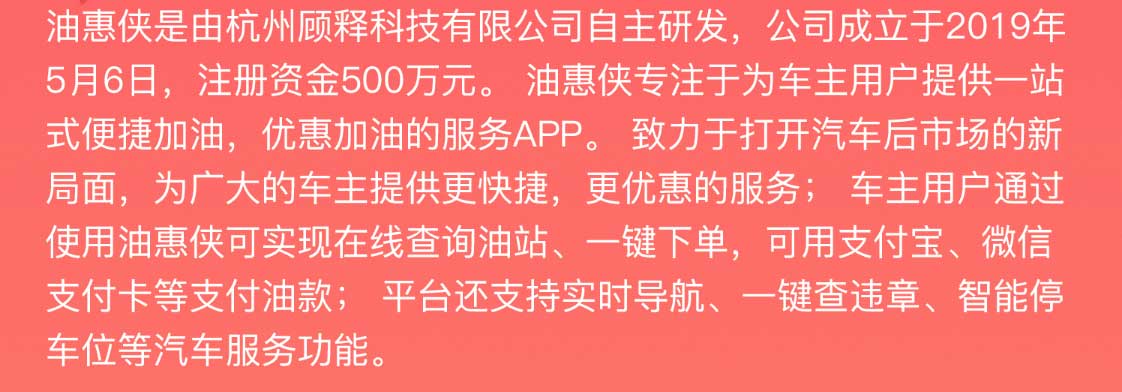 油惠侠是由杭州顾释科技有限公司自主研发，公司成立于2019年
5月6日，注册资金500万元。 油惠侠专注于为车主用户提供一站
式便捷加油，优惠加油的服务APP。 致力于打开汽车后市场的新
局面，为广大的车主提供更快捷，更优惠的服务； 车主用户通过
使用油惠侠可实现在线查询油站、一键下单，可用支付宝、微信
支付卡等支付油款； 平台还支持实时导航、一键查违章、智能停
车位等汽车服务功能。